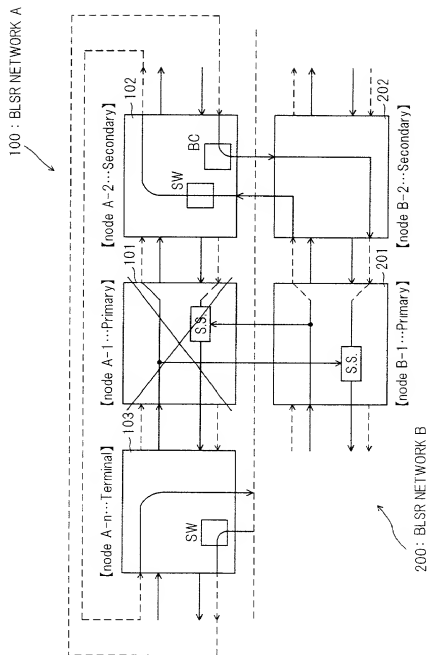 100 : BLSR NETWORK A
102
[node A-2···Secondary]
BC
SW
202
[node B-2···Secondary]
101
[node A-1···Primary]
S.S.
201
S.S.
[node B-1···Primary]
103
[node A-n···Terminal]
SW
200 : BLSR NETWORK B